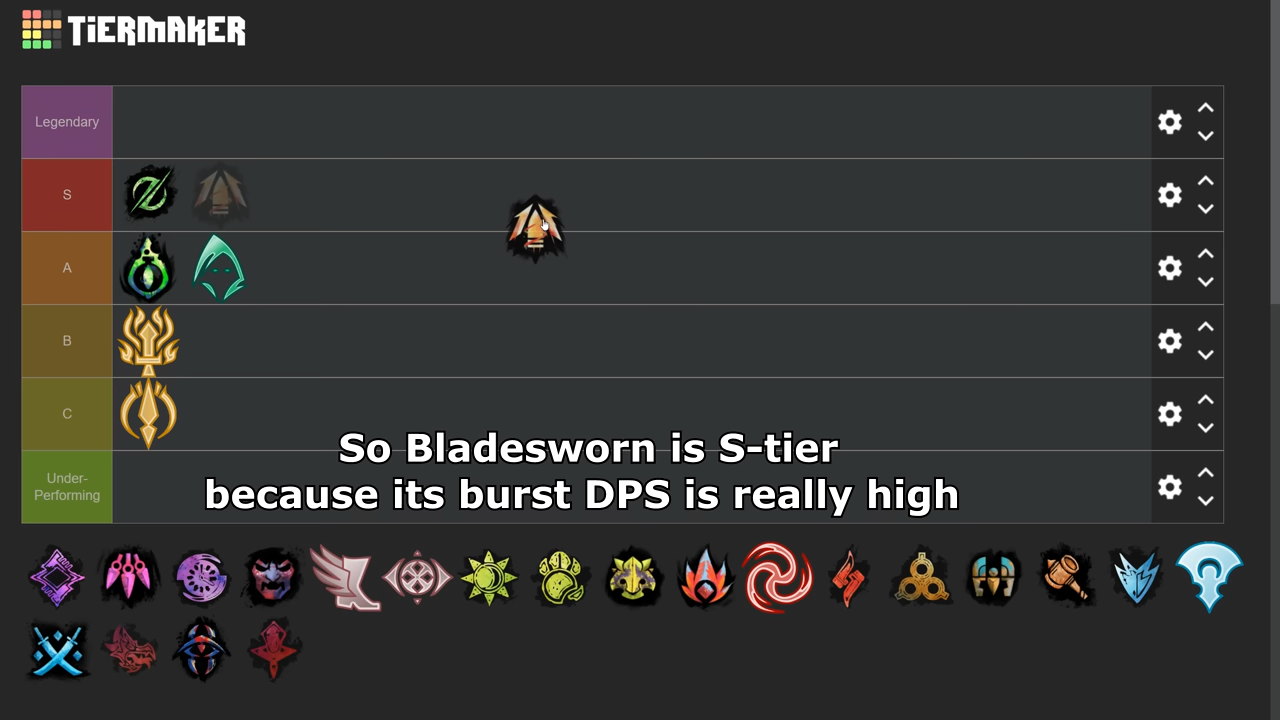 TiERMAKER
Legendary
S
A
B
C
Under-
Performing
So Bladesworn is S-tier
because its burst DPS is really high